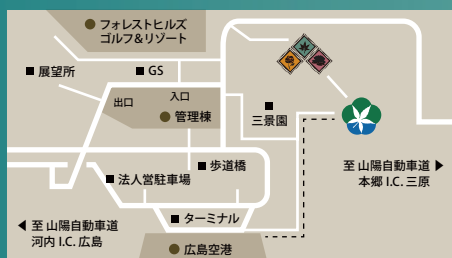 フォレストヒルズ
ゴルフ&リゾート
展望所
GS
出口
入口
管理棟
三景園
歩道橋
法人営駐車場
至 山陽自動車道
本郷 I.C. 三原
ターミナル
至 山陽自動車道
河内 I.C. 広島
広島空港